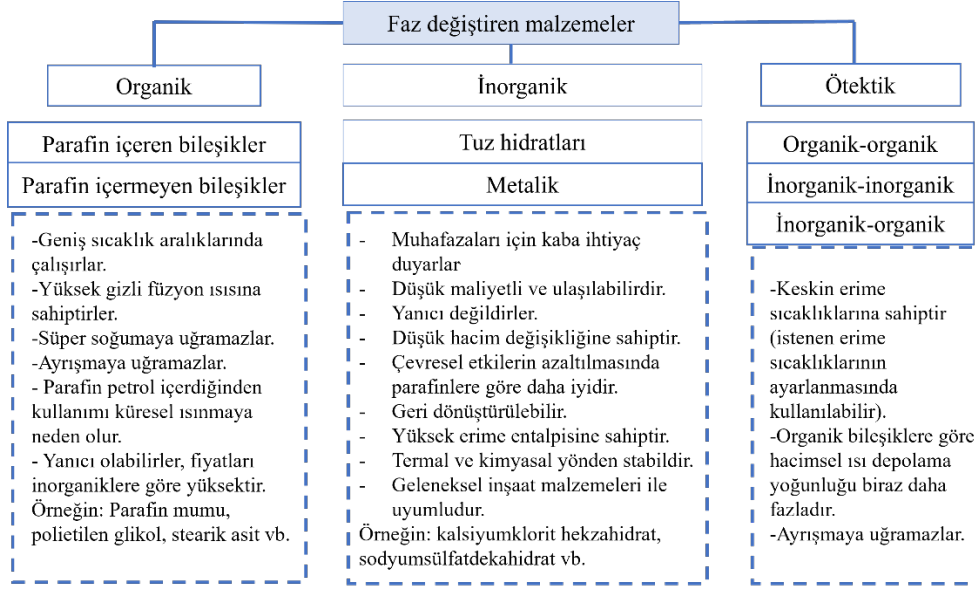 Faz değiştiren malzemeler
Organik
Parafin içeren bileşikler
Parafin içermeyen bileşikler
-Geniş sıcaklık aralıklarında
çalışırlar.
-Yüksek gizli füzyon ısısına
sahiptirler.
-Süper soğumaya uğramazlar.
-Ayrışmaya uğramazlar.
- Parafin petrol içerdiğinden
kullanımı küresel ısınmaya
neden olur.
- Yanıcı olabilirler, fiyatları
inorganiklere göre yüksektir.
Örneğin: Parafin mumu,
polietilen glikol, stearik asit vb.
İnorganik
Tuz hidratları
Metalik
- Muhafazaları için kaba ihtiyaç
duyarlar
- Düşük maliyetli ve ulaşılabilirdir.
- Yanıcı değildirler.
- Düşük hacim değişikliğine sahiptir.
- Çevresel etkilerin azaltılmasında
parafinlere göre daha iyidir.
- Geri dönüştürülebilir.
- Yüksek erime entalpisine sahiptir.
- Termal ve kimyasal yönden stabildir.
- Geleneksel inşaat malzemeleri ile
uyumludur.
Örneğin: kalsiyumklorit hekzahidrat,
sodyumsülfatdekahidrat vb.
Ötektik
Organik-organik
İnorganik-inorganik
İnorganik-organik
-Keskin erime
sıcaklıklarına sahiptir
(istenen erime
sıcaklıklarının
ayarlanmasında
kullanılabilir).
-Organik bileşiklere göre
hacimsel ısı depolama
yoğunluğu biraz daha
fazladır.
-Ayrışmaya uğramazlar.